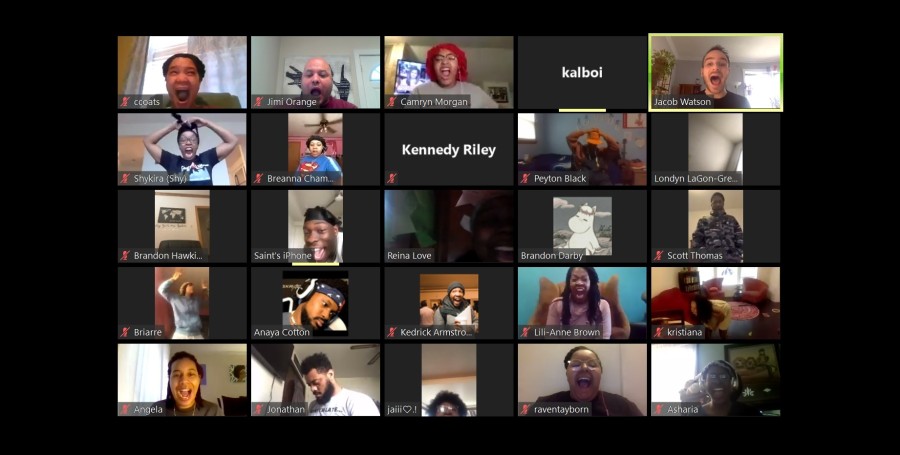 ccoats
Jimi Orange
Camryn Morgan
kalboi
Jacob Watson
Shykira (Shy)
Breanna Cham...
Kennedy Riley
Peyton Black
Londyn LaGon-Gre...
Brandon Hawki...
Saint's iPhone
Reina Love
Brandon Darby
Scott Thomas
Briarre
Anaya Cotton
Kedrick Armstro...
Lili-Anne Brown
kristiana
Angela
Jonathan
jaiii♡.!
raventayborn
Asharia